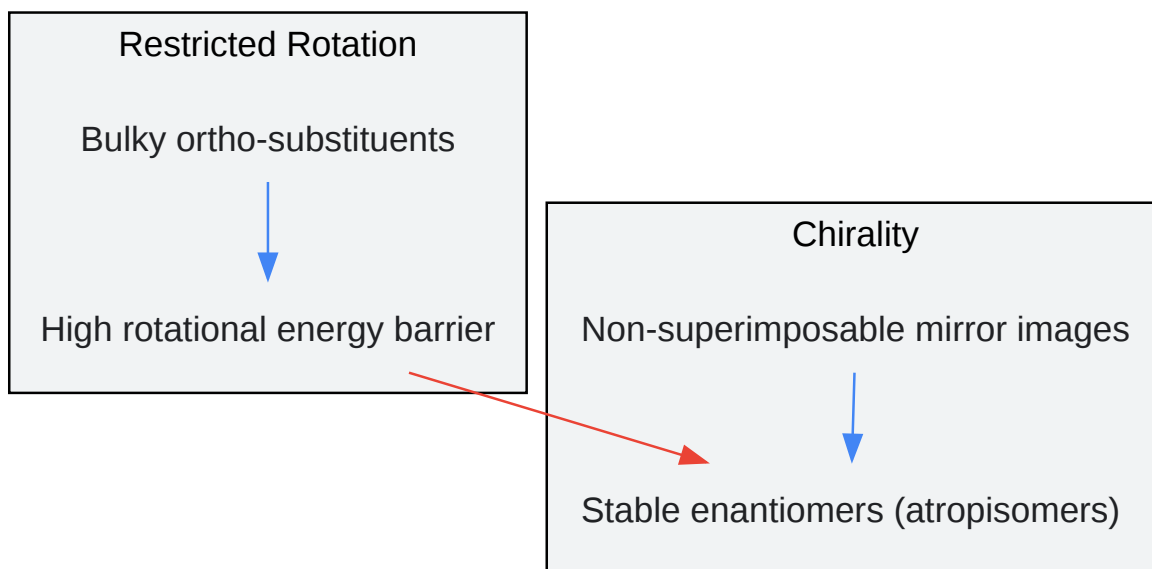 Restricted Rotation
Bulky ortho-substituents
High rotational energy barrier
Chirality
Non-superimposable mirror images
Stable enantiomers (atropisomers)